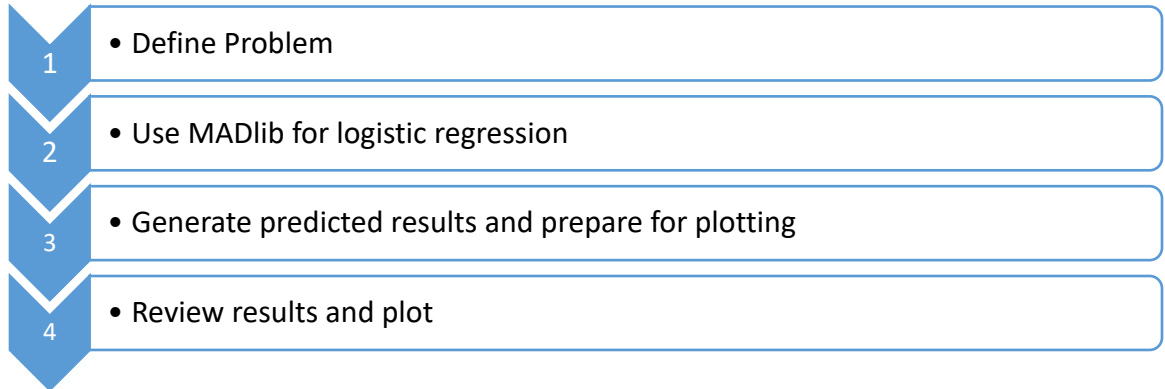 1 • Define Problem
2 • Use MADlib for logistic regression
3 • Generate predicted results and prepare for plotting
4 • Review results and plot